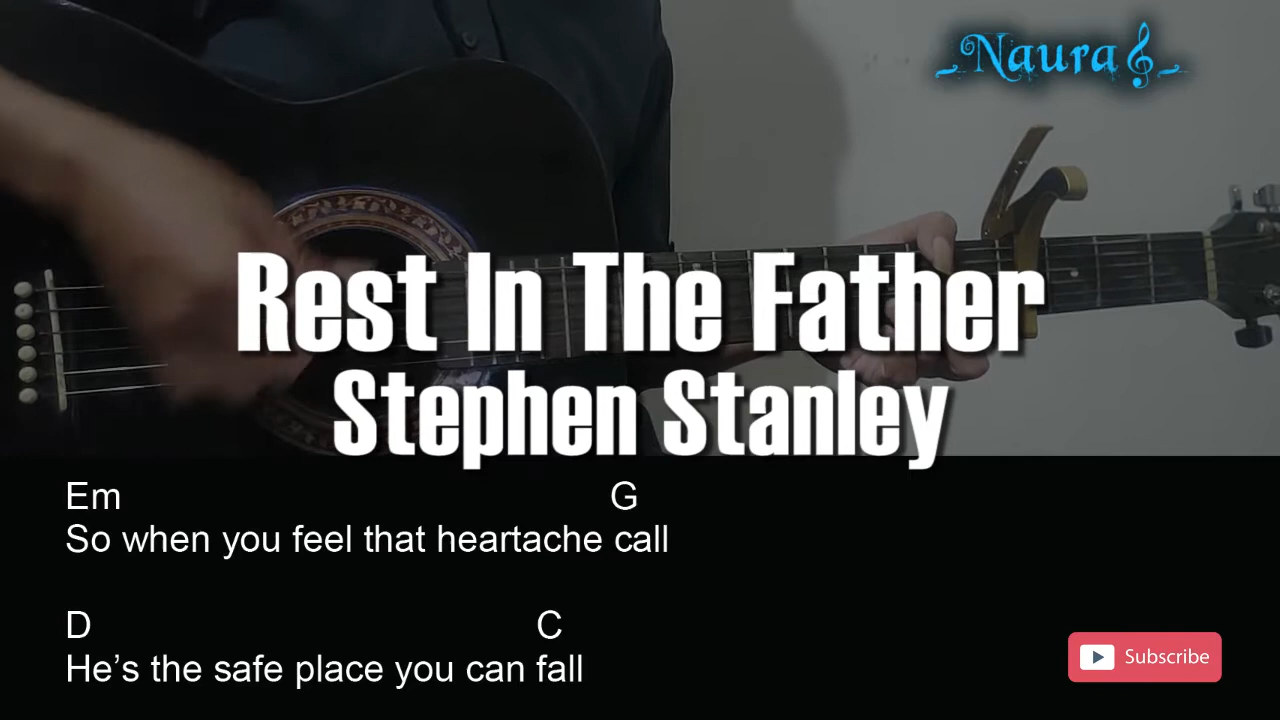 Naura
Rest In The Father
Stephen Stanley
Em G
So when you feel that heartache call
D C
He’s the safe place you can fall
Subscribe